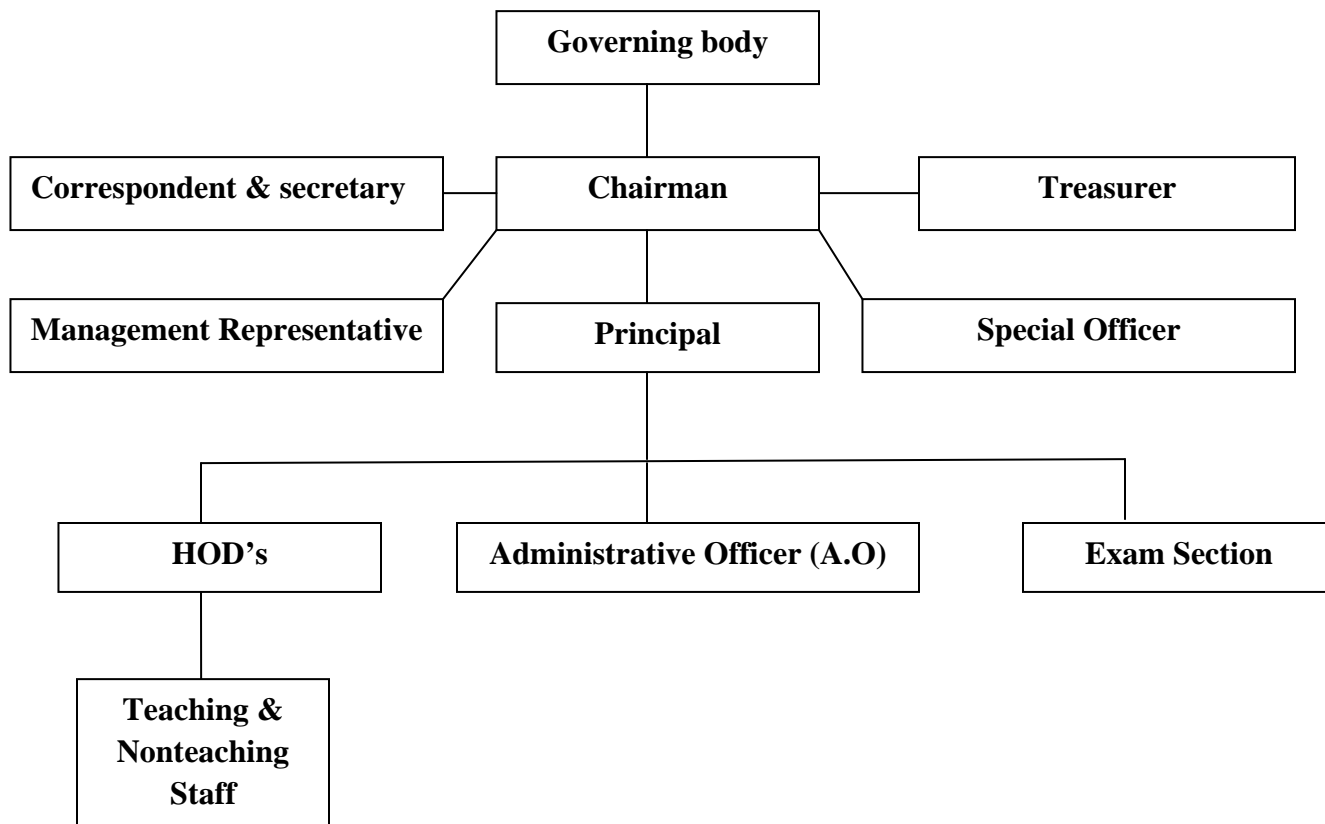 Governing body
Correspondent & secretary
Chairman
Treasurer
Management Representative
Principal
Special Officer
HOD’s
Administrative Officer (A.O)
Exam Section
Teaching &
Nonteaching
Staff